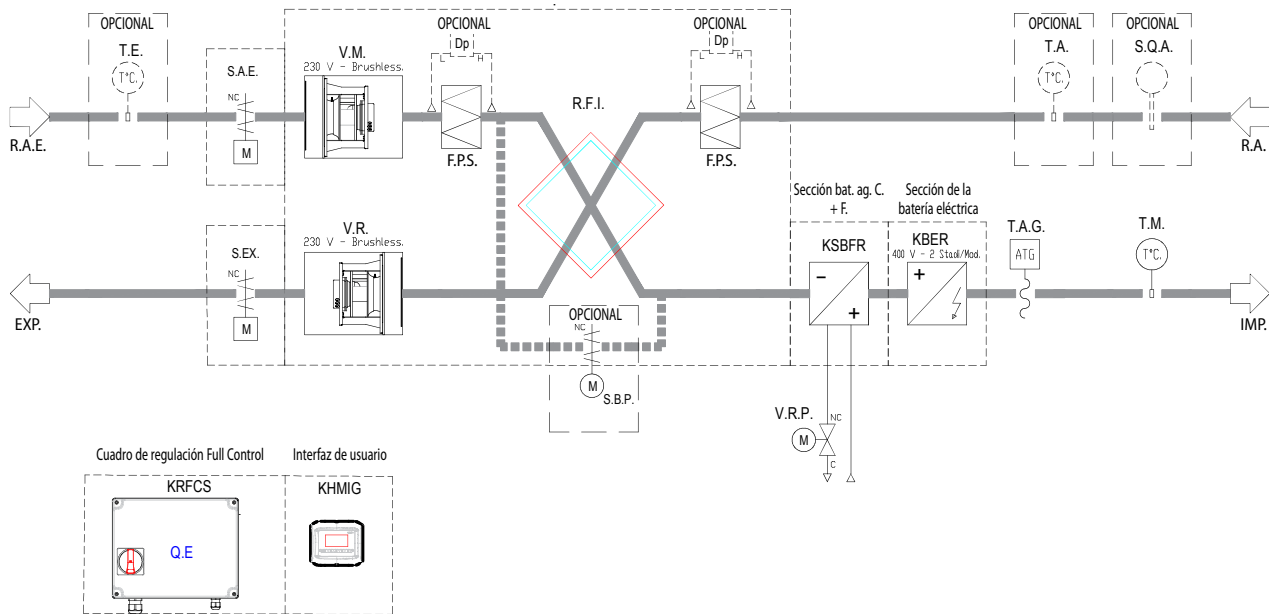 OPCIONAL
T.E.
T°C.
S.A.E.
NC
M
R.A.E.
V.M.
230 V - Brushless.
OPCIONAL
Dp
L H
F.P.S.
R.F.I.
OPCIONAL
Dp
L H
F.P.S.
OPCIONAL
T.A.
T°C.
OPCIONAL
S.Q.A.
R.A.
S.EX.
NC
M
EXP.
V.R.
230 V - Brushless.
OPCIONAL
NC
M
S.B.P.
Sección bat. ag. C.
+ F.
KSBFR
-
+
Sección de la
batería eléctrica
KBER
400 V - 2 Stadi/Mod.
+
T.A.G.
ATG
T.M.
T°C.
IMP.
V.R.P.
NC
M
C
Cuadro de regulación Full Control
KRFCS
Q.E
Interfaz de usuario
KHMIG